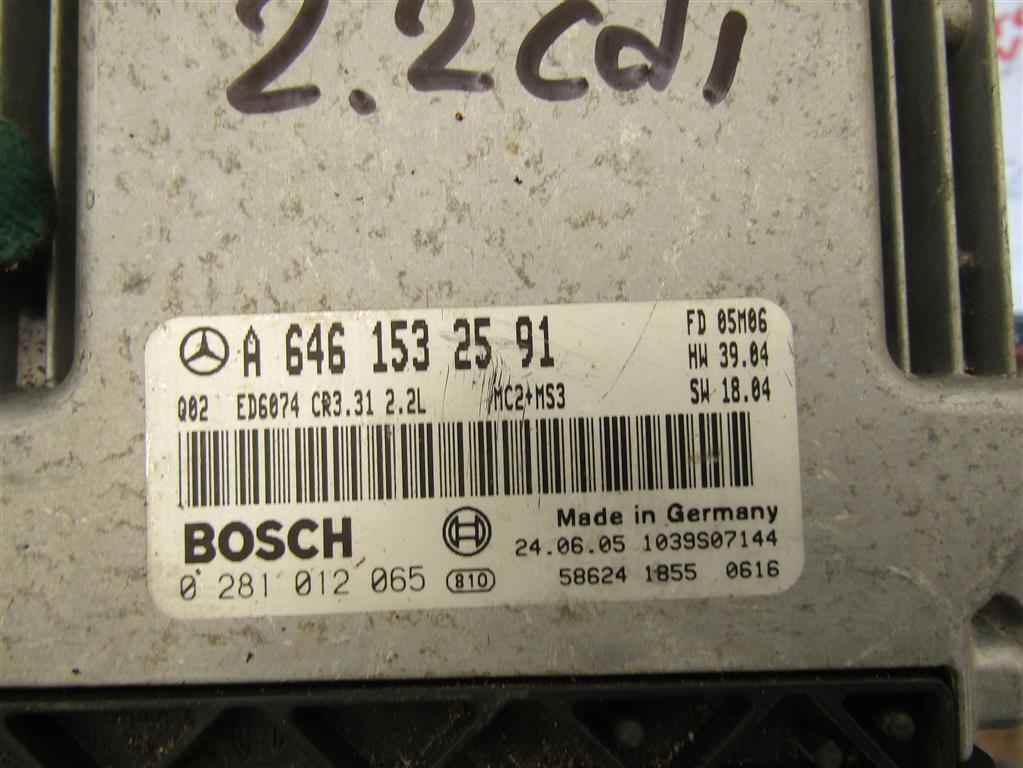 2.2cdi
A 646 153 25 91
FD 05M06
HW 39.04
Q02 ED6074 CR3.31 2.2L MC2+MS3
SW 18.04
BOSCH
Made in Germany
24.06.05 1039S07144
0 281 012 065 810
58624 1855 0616